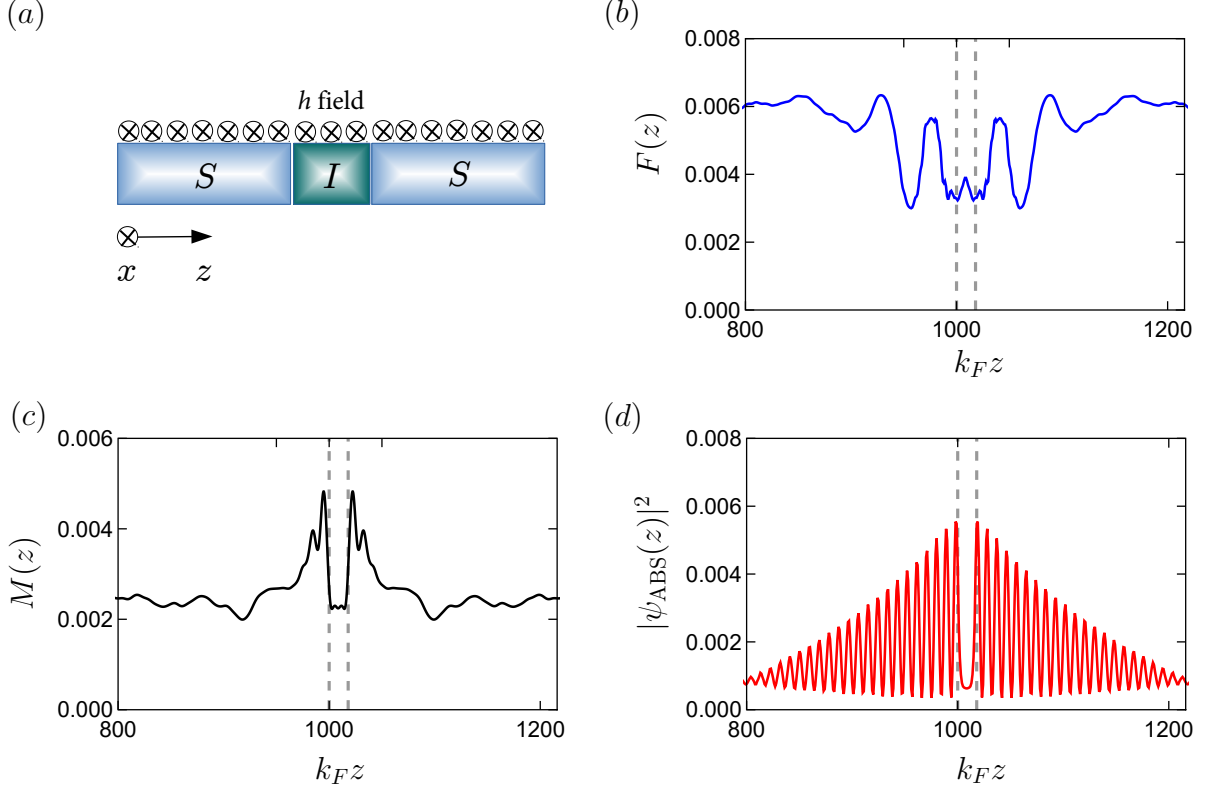 (a)
h field
S I S
x z
(b)
F(z)
0.008
0.006
0.004
0.002
0.000
800 1000 1200
k_F z
(c)
M(z)
0.006
0.004
0.002
0.000
800 1000 1200
k_F z
(d)
|ψ_ABS(z)|²
0.008
0.006
0.004
0.002
0.000
800 1000 1200
k_F z